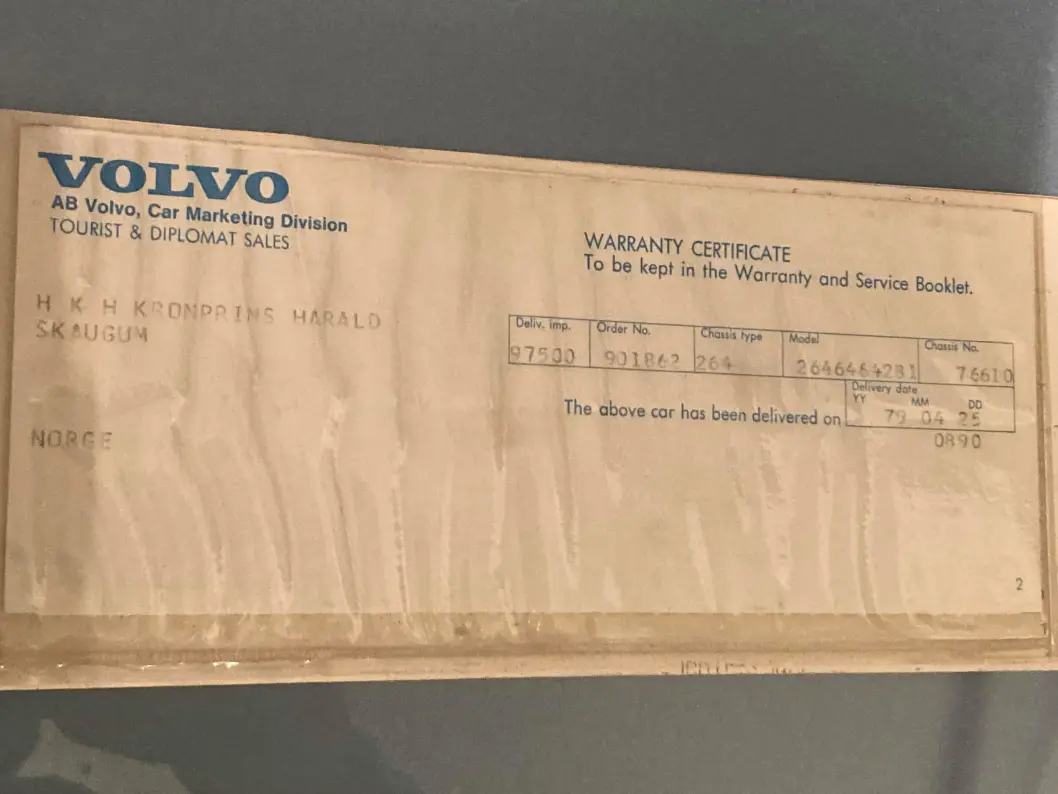 VOLVO
AB Volvo, Car Marketing Division
TOURIST & DIPLOMAT SALES
H K H KRONPRINS HARALD
SKAUGUM
NORGE
WARRANTY CERTIFICATE
To be kept in the Warranty and Service Booklet.
Deliv. imp. Order No. Chassis type Model Chassis No.
97500 901862 264 2646464281 76610
Delivery date
YY MM DD
The above car has been delivered on 79 04 25
0890
2